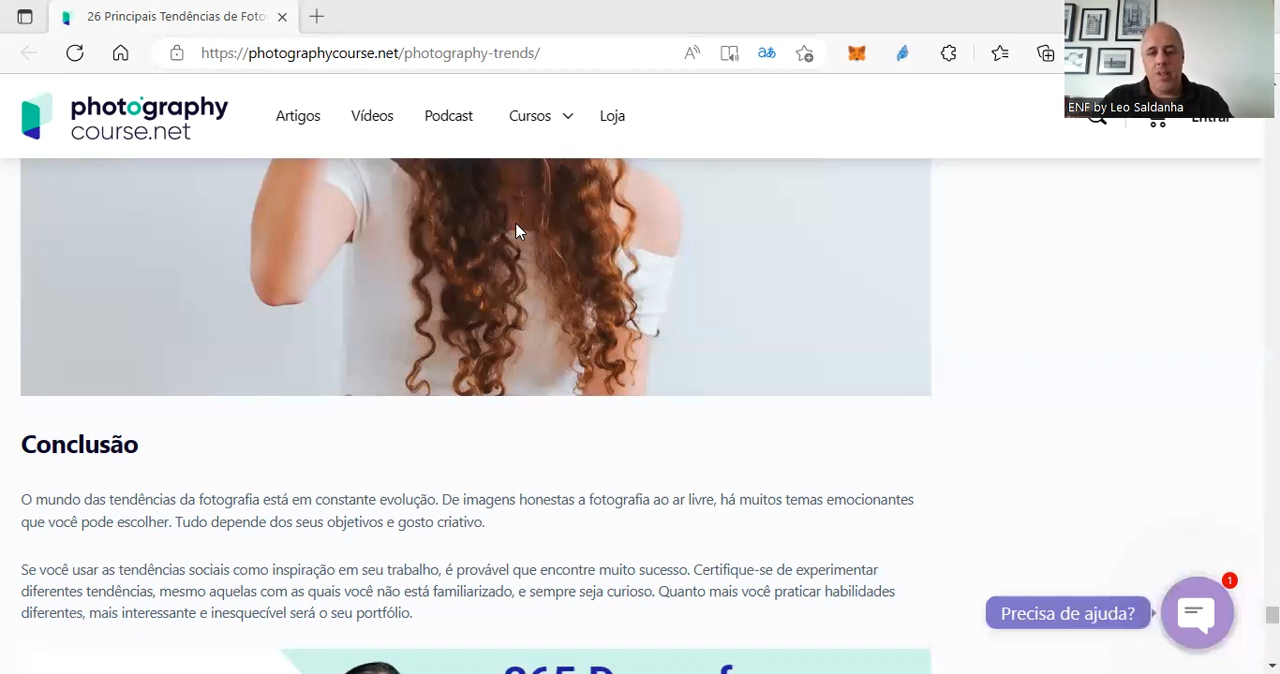 26 Principais Tendências de Foto
https://photographycourse.net/photography-trends/
ENF by Leo Saldanha
photography
course.net
Artigos Vídeos Podcast Cursos Loja
Entrar
Conclusão
O mundo das tendências da fotografia está em constante evolução. De imagens honestas a fotografia ao ar livre, há muitos temas emocionantes
que você pode escolher. Tudo depende dos seus objetivos e gosto criativo.
Se você usar as tendências sociais como inspiração em seu trabalho, é provável que encontre muito sucesso. Certifique-se de experimentar
diferentes tendências, mesmo aquelas com as quais você não está familiarizado, e sempre seja curioso. Quanto mais você praticar habilidades
diferentes, mais interessante e inesquecível será o seu portfólio.
1
Precisa de ajuda?